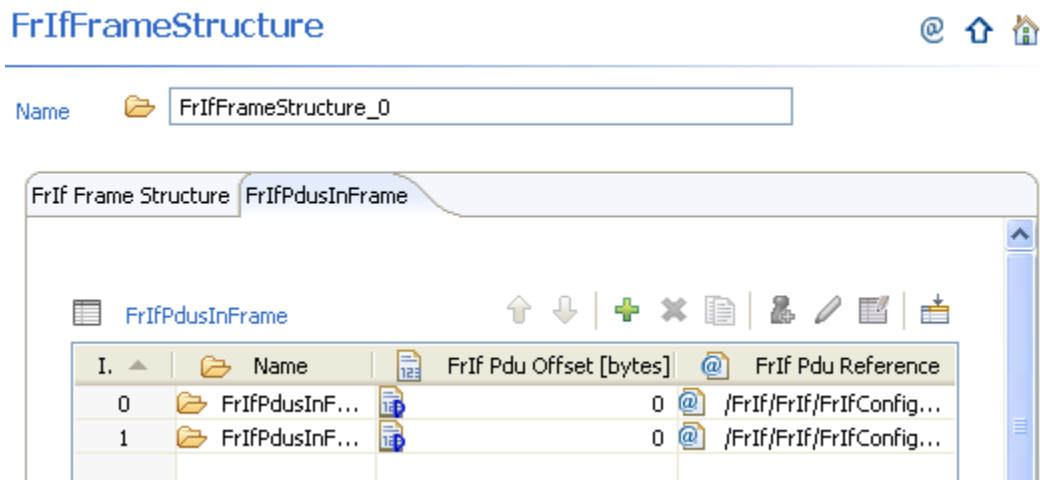 FrIfFrameStructure
Name FrIfFrameStructure_0
FrIf Frame Structure FrIfPdusInFrame
FrIfPdusInFrame
I. Name FrIf Pdu Offset [bytes] FrIf Pdu Reference
0 FrIfPdusInF... 0 /FrIf/FrIf/FrIfConfig...
1 FrIfPdusInF... 0 /FrIf/FrIf/FrIfConfig...